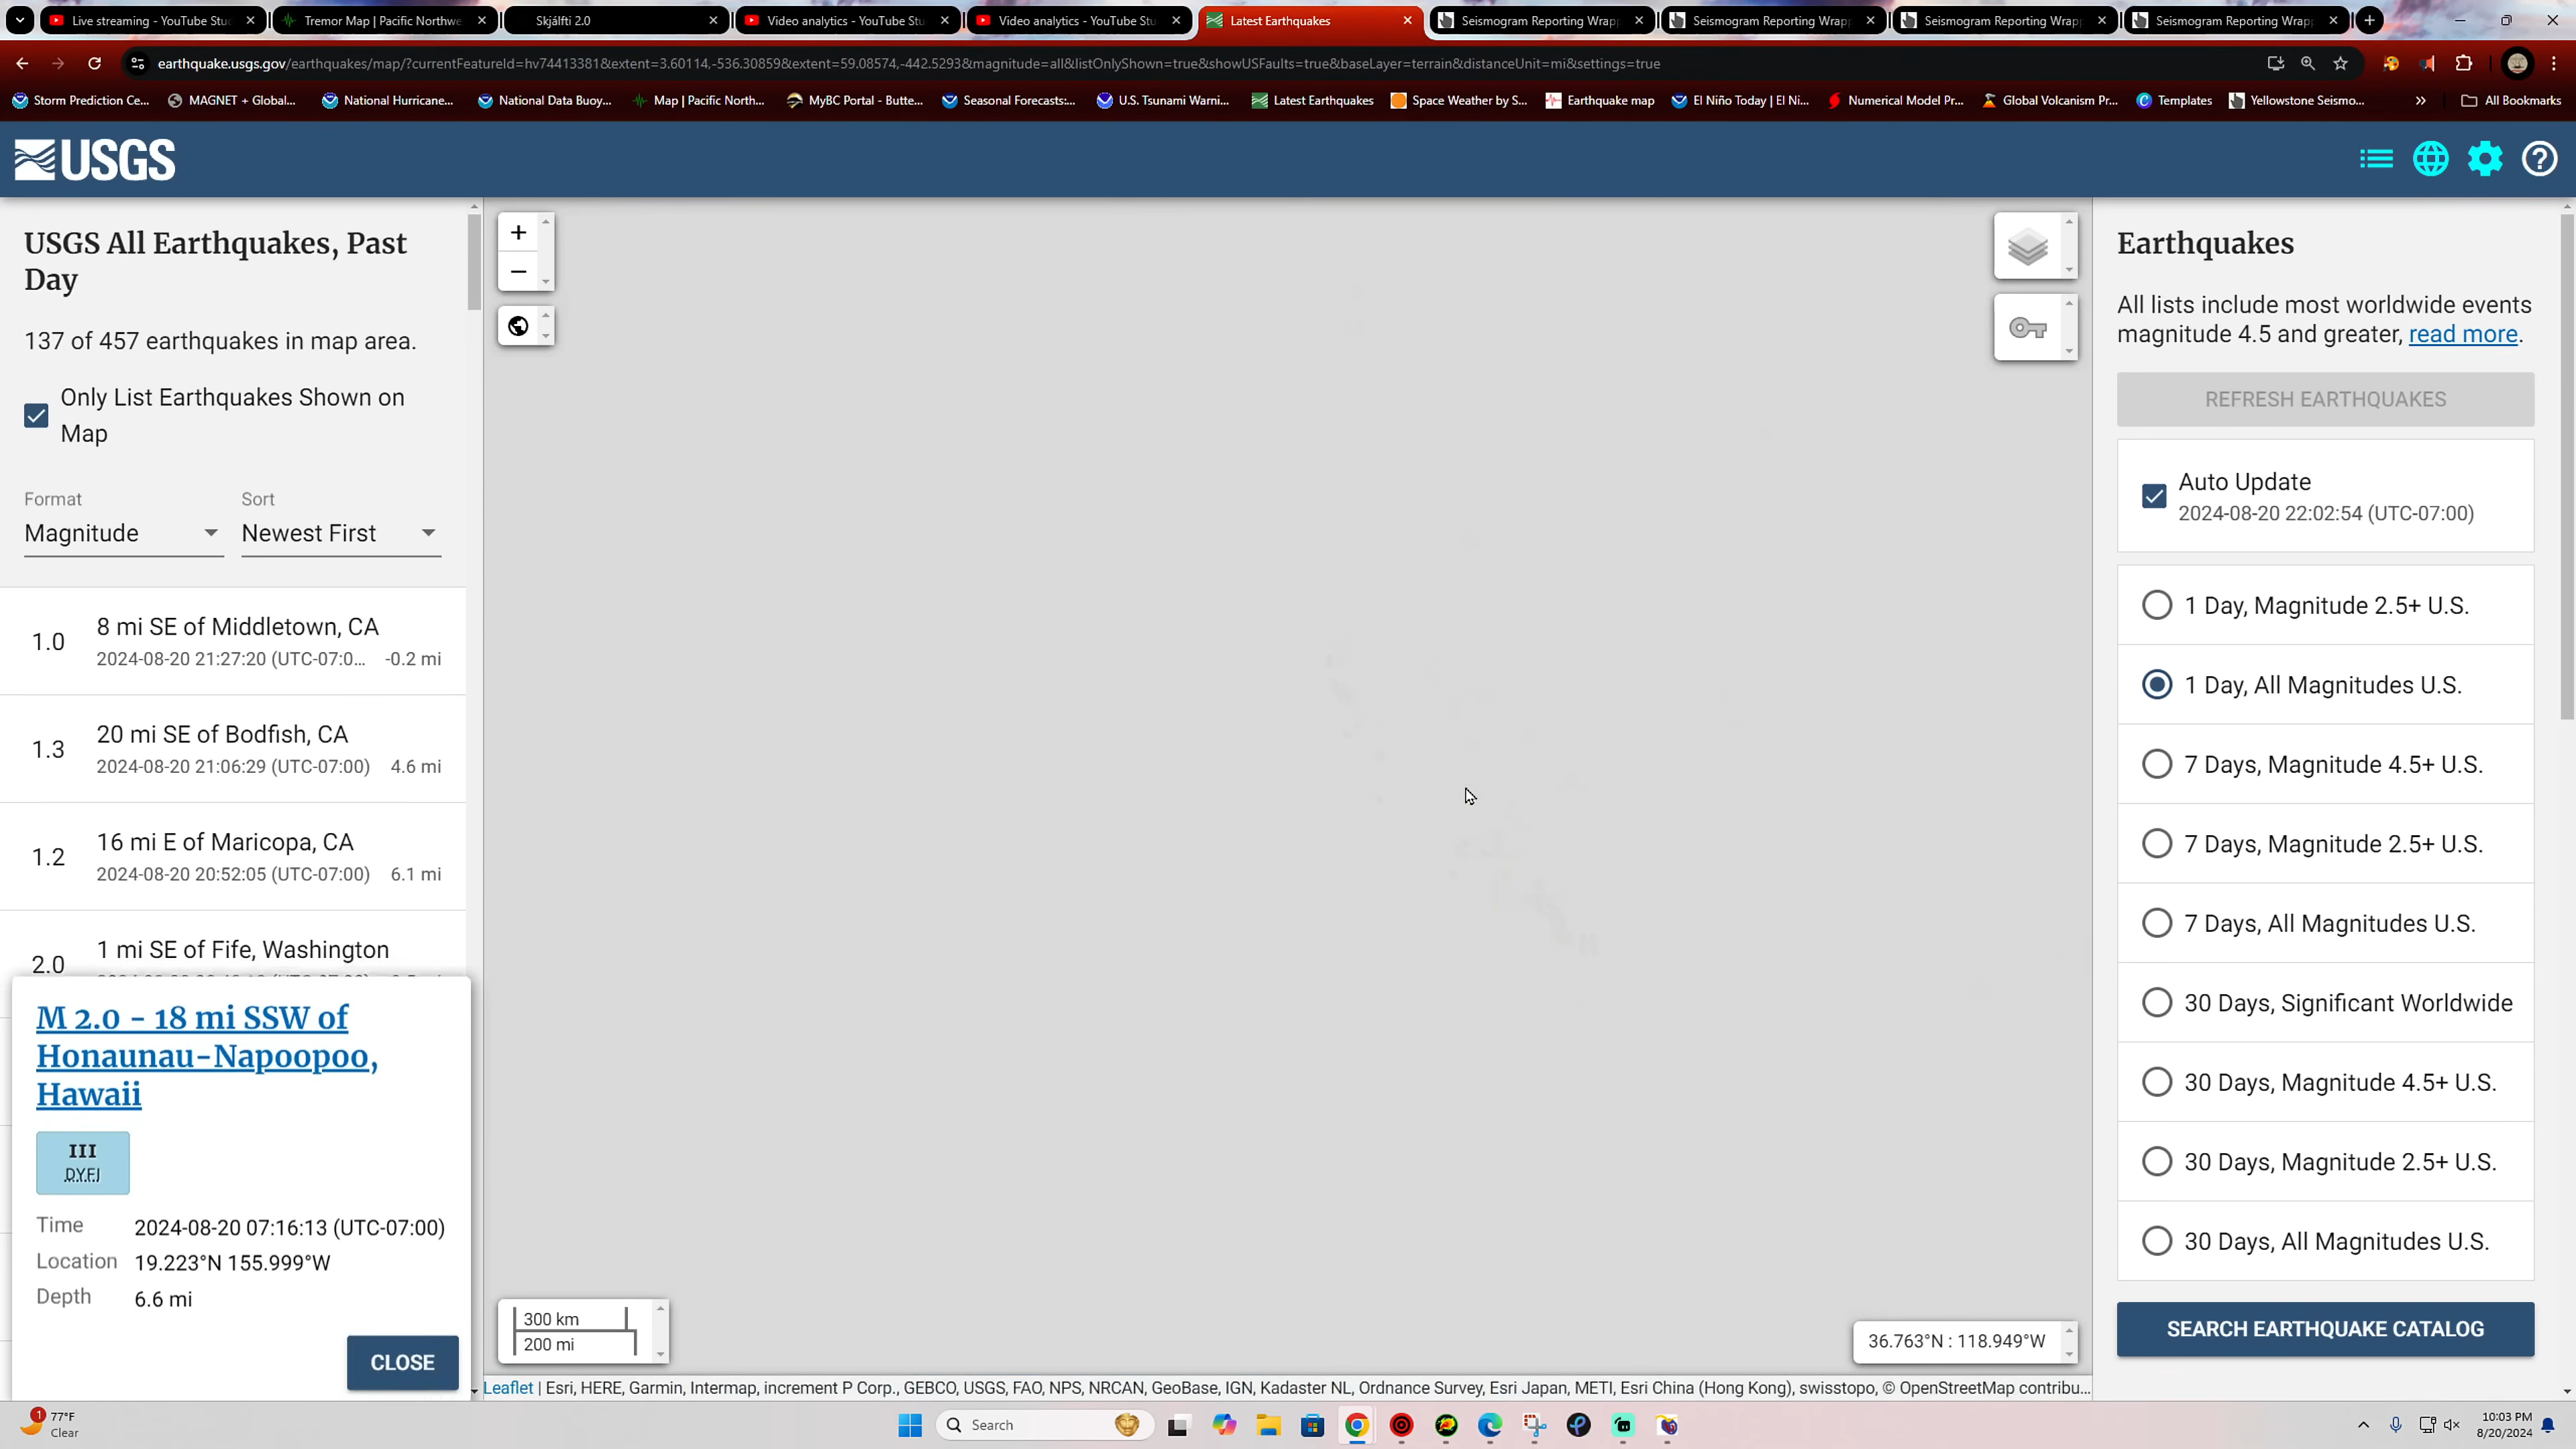 Live streaming - YouTube Stu
Tremor Map | Pacific Northwe
Skjálfti 2.0
Video analytics - YouTube Stu
Video analytics - YouTube Stu
Latest Earthquakes
Seismogram Reporting Wrapp
Seismogram Reporting Wrapp
Seismogram Reporting Wrapp
Seismogram Reporting Wrapp
earthquake.usgs.gov/earthquakes/map/?currentFeatureId=hv74413381&extent=3.60114,-536.30859&extent=59.08574,-442.5293&magnitude=all&listOnlyShown=true&showUSFaults=true&baseLayer=terrain&distanceUnit=mi&settings=true
Storm Prediction Ce...
MAGNET + Global...
National Hurricane...
National Data Buoy...
Map | Pacific North...
MyBC Portal - Butte...
Seasonal Forecasts:...
U.S. Tsunami Warni...
Latest Earthquakes
Space Weather by S...
Earthquake map
El Niño Today | El Ni...
Numerical Model Pr...
Global Volcanism Pr...
Templates
Yellowstone Seismo...
All Bookmarks
USGS
USGS All Earthquakes, Past
Day
137 of 457 earthquakes in map area.
Only List Earthquakes Shown on
Map
Format
Sort
Magnitude
Newest First
1.0
8 mi SE of Middletown, CA
2024-08-20 21:27:20 (UTC-07:0... -0.2 mi
1.3
20 mi SE of Bodfish, CA
2024-08-20 21:06:29 (UTC-07:00) 4.6 mi
1.2
16 mi E of Maricopa, CA
2024-08-20 20:52:05 (UTC-07:00) 6.1 mi
2.0
1 mi SE of Fife, Washington
M 2.0 - 18 mi SSW of
Honaunau-Napoopoo,
Hawaii
III
DYFI
Time 2024-08-20 07:16:13 (UTC-07:00)
Location 19.223°N 155.999°W
Depth 6.6 mi
CLOSE
+
−
300 km
200 mi
36.763°N : 118.949°W
Leaflet | Esri, HERE, Garmin, Intermap, increment P Corp., GEBCO, USGS, FAO, NPS, NRCAN, GeoBase, IGN, Kadaster NL, Ordnance Survey, Esri Japan, METI, Esri China (Hong Kong), swisstopo, © OpenStreetMap contribu...
Earthquakes
All lists include most worldwide events
magnitude 4.5 and greater, read more.
REFRESH EARTHQUAKES
Auto Update
2024-08-20 22:02:54 (UTC-07:00)
1 Day, Magnitude 2.5+ U.S.
1 Day, All Magnitudes U.S.
7 Days, Magnitude 4.5+ U.S.
7 Days, Magnitude 2.5+ U.S.
7 Days, All Magnitudes U.S.
30 Days, Significant Worldwide
30 Days, Magnitude 4.5+ U.S.
30 Days, Magnitude 2.5+ U.S.
30 Days, All Magnitudes U.S.
SEARCH EARTHQUAKE CATALOG
1
77°F
Clear
Search
10:03 PM
8/20/2024